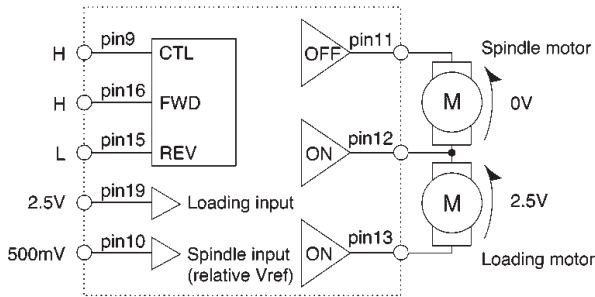 H pin9 CTL OFF pin11 Spindle motor
H pin16 FWD M 0V
L pin15 REV ON pin12
2.5V pin19 Loading input M 2.5V
500mV pin10 Spindle input ON pin13
(relative Vref) Loading motor